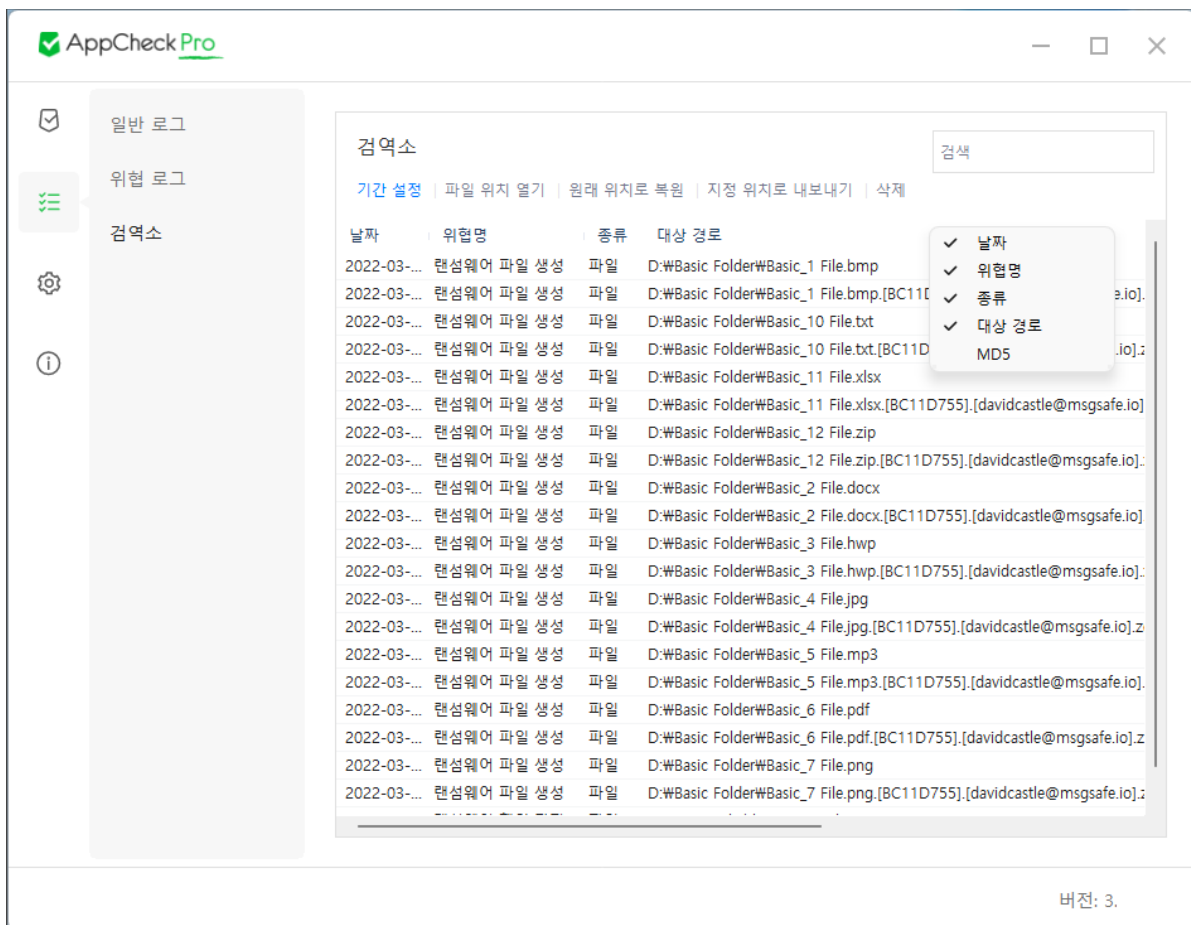 AppCheck Pro
일반 로그
위협 로그
검역소
검역소
검색
기간 설정 | 파일 위치 열기 | 원래 위치로 복원 | 지정 위치로 내보내기 | 삭제
날짜 위협명 종류 대상 경로
날짜
위협명
종류
대상 경로
MD5
2022-03-... 랜섬웨어 파일 생성 파일 D:₩Basic Folder₩Basic_1 File.bmp
2022-03-... 랜섬웨어 파일 생성 파일 D:₩Basic Folder₩Basic_1 File.bmp.[BC11 e.io].
2022-03-... 랜섬웨어 파일 생성 파일 D:₩Basic Folder₩Basic_10 File.txt
2022-03-... 랜섬웨어 파일 생성 파일 D:₩Basic Folder₩Basic_10 File.txt.[BC11D .io].z
2022-03-... 랜섬웨어 파일 생성 파일 D:₩Basic Folder₩Basic_11 File.xlsx
2022-03-... 랜섬웨어 파일 생성 파일 D:₩Basic Folder₩Basic_11 File.xlsx.[BC11D755].[davidcastle@msgsafe.io]
2022-03-... 랜섬웨어 파일 생성 파일 D:₩Basic Folder₩Basic_12 File.zip
2022-03-... 랜섬웨어 파일 생성 파일 D:₩Basic Folder₩Basic_12 File.zip.[BC11D755].[davidcastle@msgsafe.io].
2022-03-... 랜섬웨어 파일 생성 파일 D:₩Basic Folder₩Basic_2 File.docx
2022-03-... 랜섬웨어 파일 생성 파일 D:₩Basic Folder₩Basic_2 File.docx.[BC11D755].[davidcastle@msgsafe.io]
2022-03-... 랜섬웨어 파일 생성 파일 D:₩Basic Folder₩Basic_3 File.hwp
2022-03-... 랜섬웨어 파일 생성 파일 D:₩Basic Folder₩Basic_3 File.hwp.[BC11D755].[davidcastle@msgsafe.io].
2022-03-... 랜섬웨어 파일 생성 파일 D:₩Basic Folder₩Basic_4 File.jpg
2022-03-... 랜섬웨어 파일 생성 파일 D:₩Basic Folder₩Basic_4 File.jpg.[BC11D755].[davidcastle@msgsafe.io].z
2022-03-... 랜섬웨어 파일 생성 파일 D:₩Basic Folder₩Basic_5 File.mp3
2022-03-... 랜섬웨어 파일 생성 파일 D:₩Basic Folder₩Basic_5 File.mp3.[BC11D755].[davidcastle@msgsafe.io].
2022-03-... 랜섬웨어 파일 생성 파일 D:₩Basic Folder₩Basic_6 File.pdf
2022-03-... 랜섬웨어 파일 생성 파일 D:₩Basic Folder₩Basic_6 File.pdf.[BC11D755].[davidcastle@msgsafe.io].z
2022-03-... 랜섬웨어 파일 생성 파일 D:₩Basic Folder₩Basic_7 File.png
2022-03-... 랜섬웨어 파일 생성 파일 D:₩Basic Folder₩Basic_7 File.png.[BC11D755].[davidcastle@msgsafe.io].z
버전: 3.